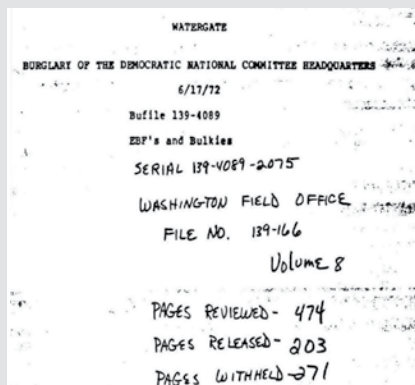 WATERGATE
BURGLARY OF THE DEMOCRATIC NATIONAL COMMITTEE HEADQUARTERS
6/17/72
Bufile 139-4089
EBF's and Bulkies
SERIAL 139-4089-2075
WASHINGTON FIELD OFFICE
FILE NO. 139-166
Volume 8
PAGES REVIEWED- 474
PAGES RELEASED- 203
PAGES WITHHELD-271